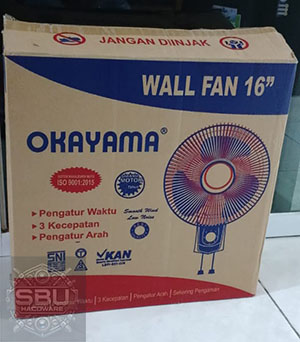 JANGAN DIINJAK
WALL FAN 16"
OKAYAMA®
ISO 9001:2015
MOTOR
Pengatur Waktu
3 Kecepatan
Pengatur Arah
Smooth Wind
Low Noise
SNI
KAN
SBU
HARDWARE
Waktu | 3 Kecepatan | Pengatur Arah | Sekering Pengaman